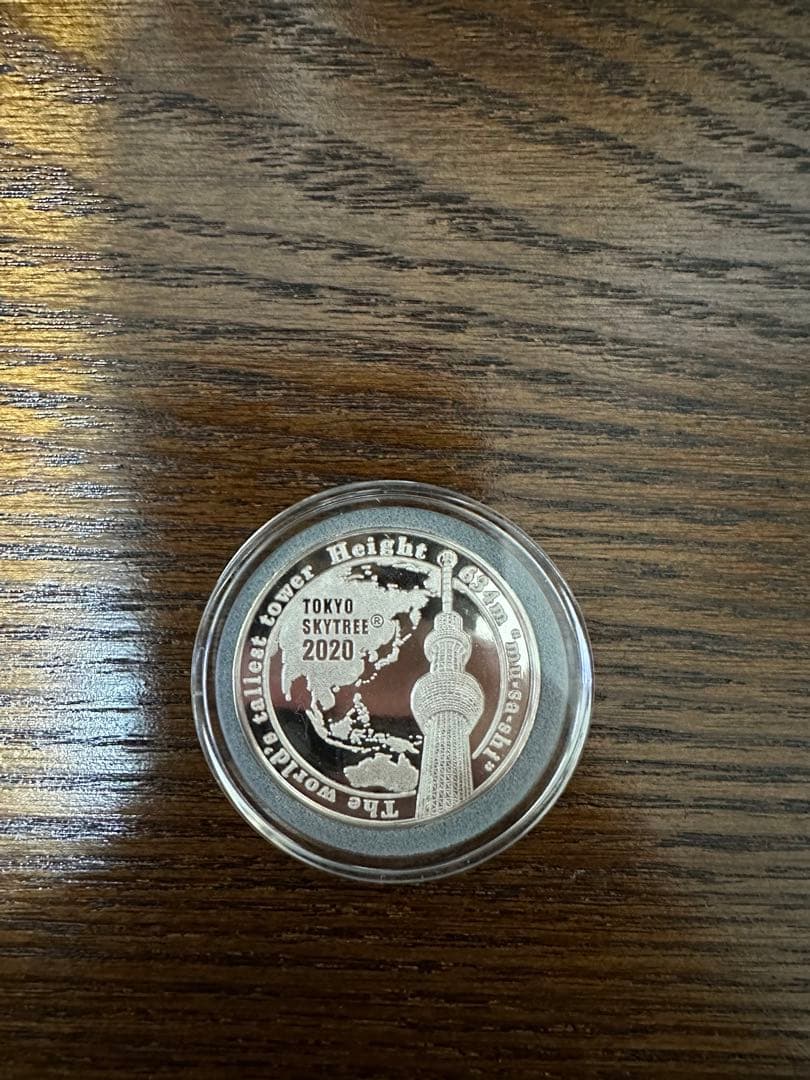 The world's tallest tower Height 634m "mu-sa-shi"
TOKYO
SKYTREE®
2020